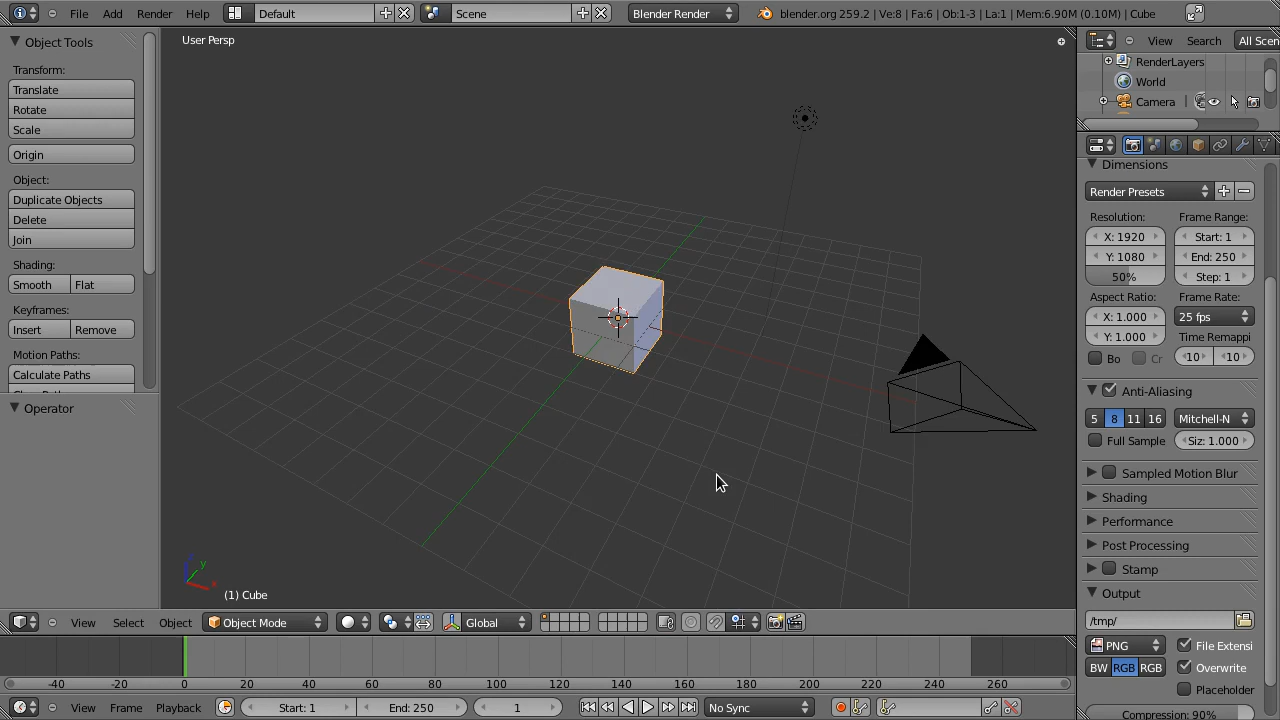 File Add Render Help Default Scene Blender Render blender.org 259.2 | Ve:8 | Fa:6 | Ob:1-3 | La:1 | Mem:6.90M (0.10M) | Cube
Object Tools
Transform:
Translate
Rotate
Scale
Origin
Object:
Duplicate Objects
Delete
Join
Shading:
Smooth Flat
Keyframes:
Insert Remove
Motion Paths:
Calculate Paths
Operator
User Persp
z
y
x
(1) Cube
View Search All Scen
RenderLayers
World
Camera
Dimensions
Render Presets
Resolution: Frame Range:
X: 1920 Start: 1
Y: 1080 End: 250
50% Step: 1
Aspect Ratio: Frame Rate:
X: 1.000 25 fps
Y: 1.000 Time Remappi
Bo Cr 10 10
Anti-Aliasing
5 8 11 16 Mitchell-N
Full Sample Siz: 1.000
Sampled Motion Blur
Shading
Performance
Post Processing
Stamp
Output
/tmp/
PNG File Extensi
BW RGB RGB Overwrite
Placeholder
Compression: 90%
View Select Object Object Mode Global
-40 -20 0 20 40 60 80 100 120 140 160 180 200 220 240 260
View Frame Playback Start: 1 End: 250 1 No Sync